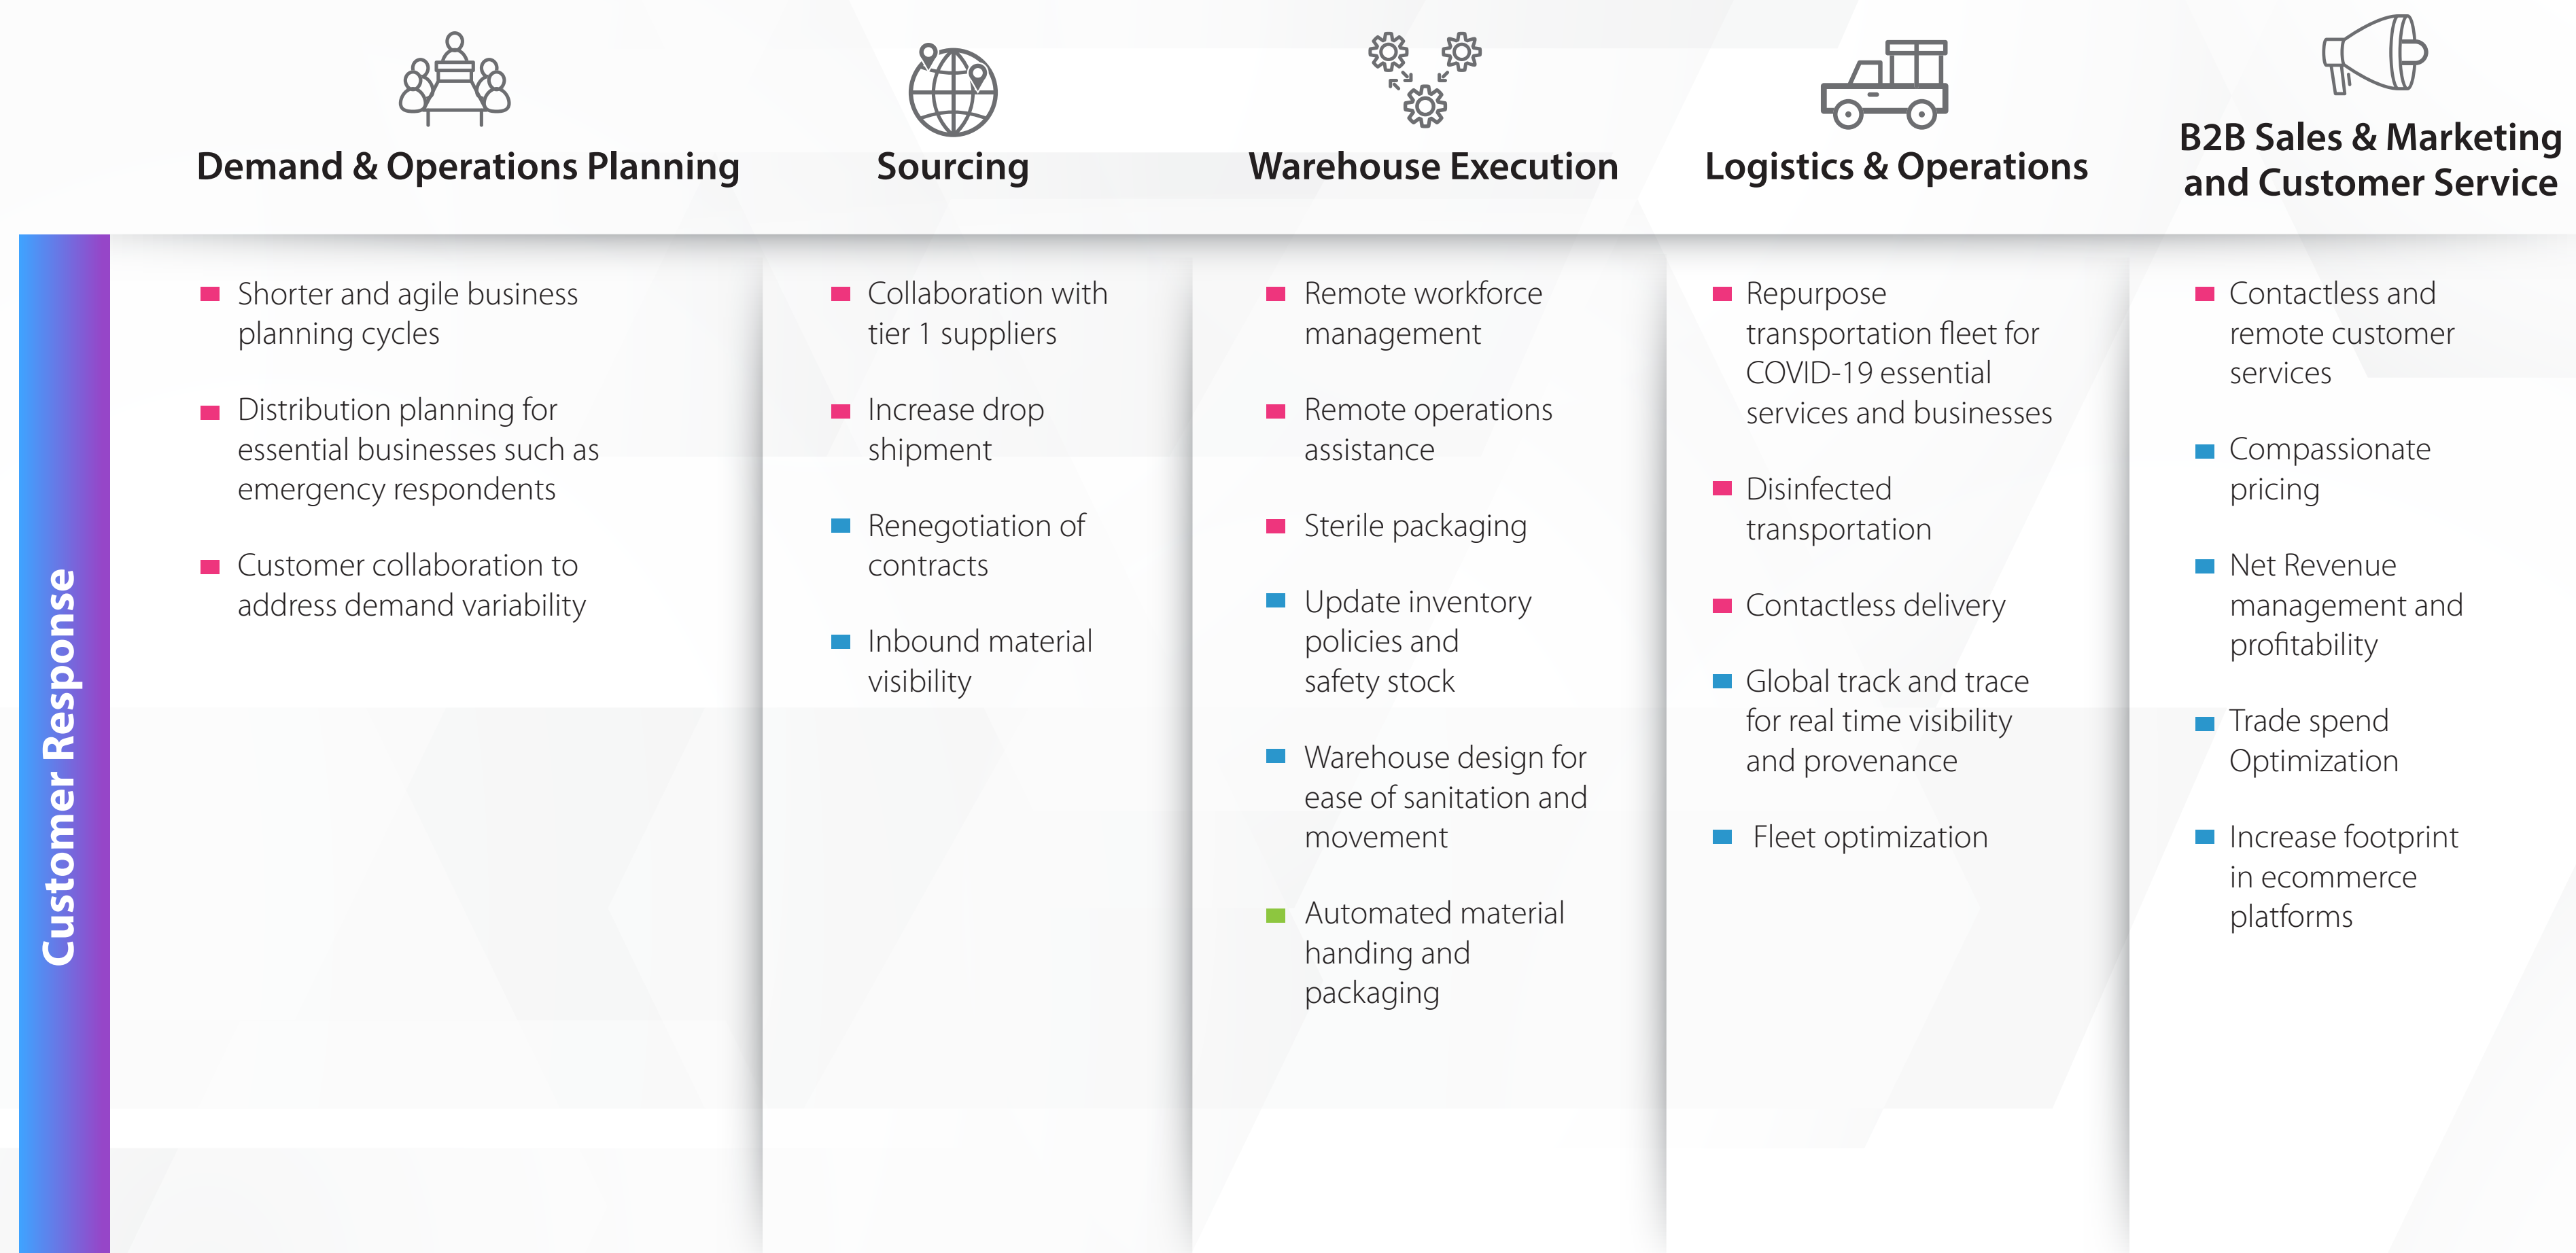 Demand & Operations Planning
Sourcing
Warehouse Execution
Logistics & Operations
B2B Sales & Marketing
and Customer Service
Customer Response
Shorter and agile business
planning cycles
Distribution planning for
essential businesses such as
emergency respondents
Customer collaboration to
address demand variability
Collaboration with
tier 1 suppliers
Increase drop
shipment
Renegotiation of
contracts
Inbound material
visibility
Remote workforce
management
Remote operations
assistance
Sterile packaging
Update inventory
policies and
safety stock
Warehouse design for
ease of sanitation and
movement
Automated material
handing and
packaging
Repurpose
transportation fleet for
COVID-19 essential
services and businesses
Disinfected
transportation
Contactless delivery
Global track and trace
for real time visibility
and provenance
Fleet optimization
Contactless and
remote customer
services
Compassionate
pricing
Net Revenue
management and
profitability
Trade spend
Optimization
Increase footprint
in ecommerce
platforms